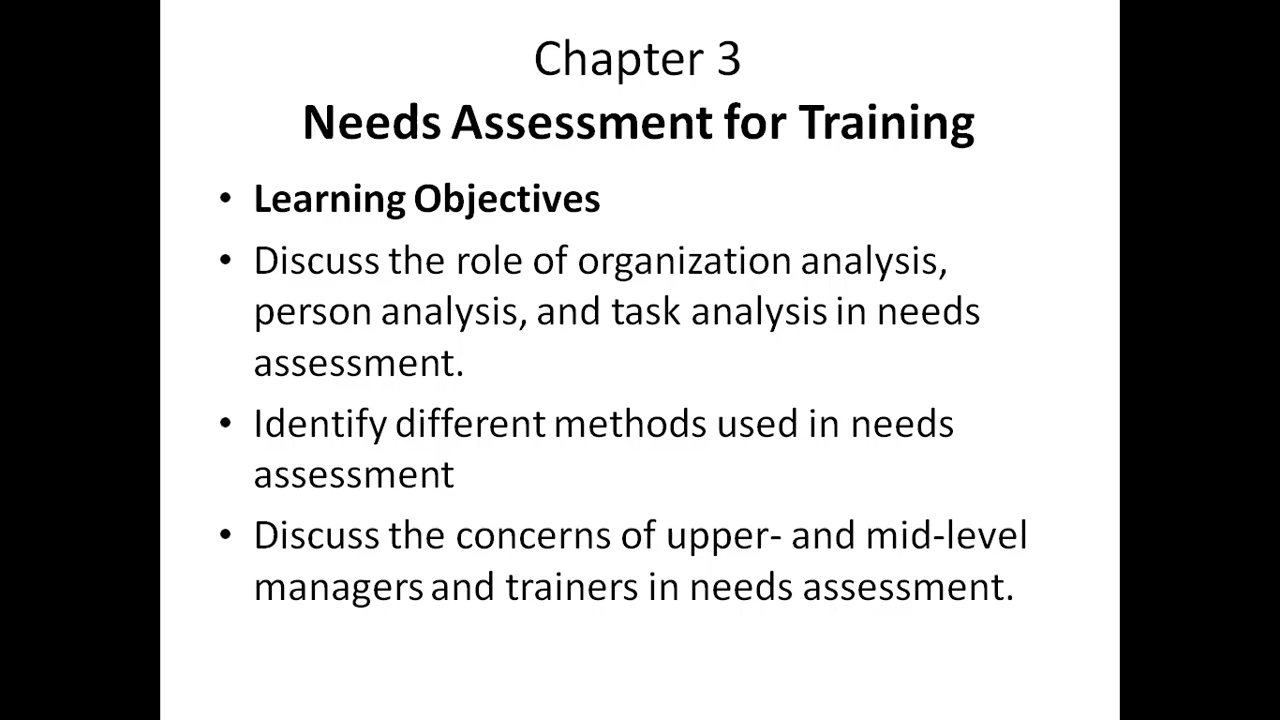 Chapter 3
Needs Assessment for Training
• Learning Objectives
• Discuss the role of organization analysis,
person analysis, and task analysis in needs
assessment.
• Identify different methods used in needs
assessment
• Discuss the concerns of upper- and mid-level
managers and trainers in needs assessment.